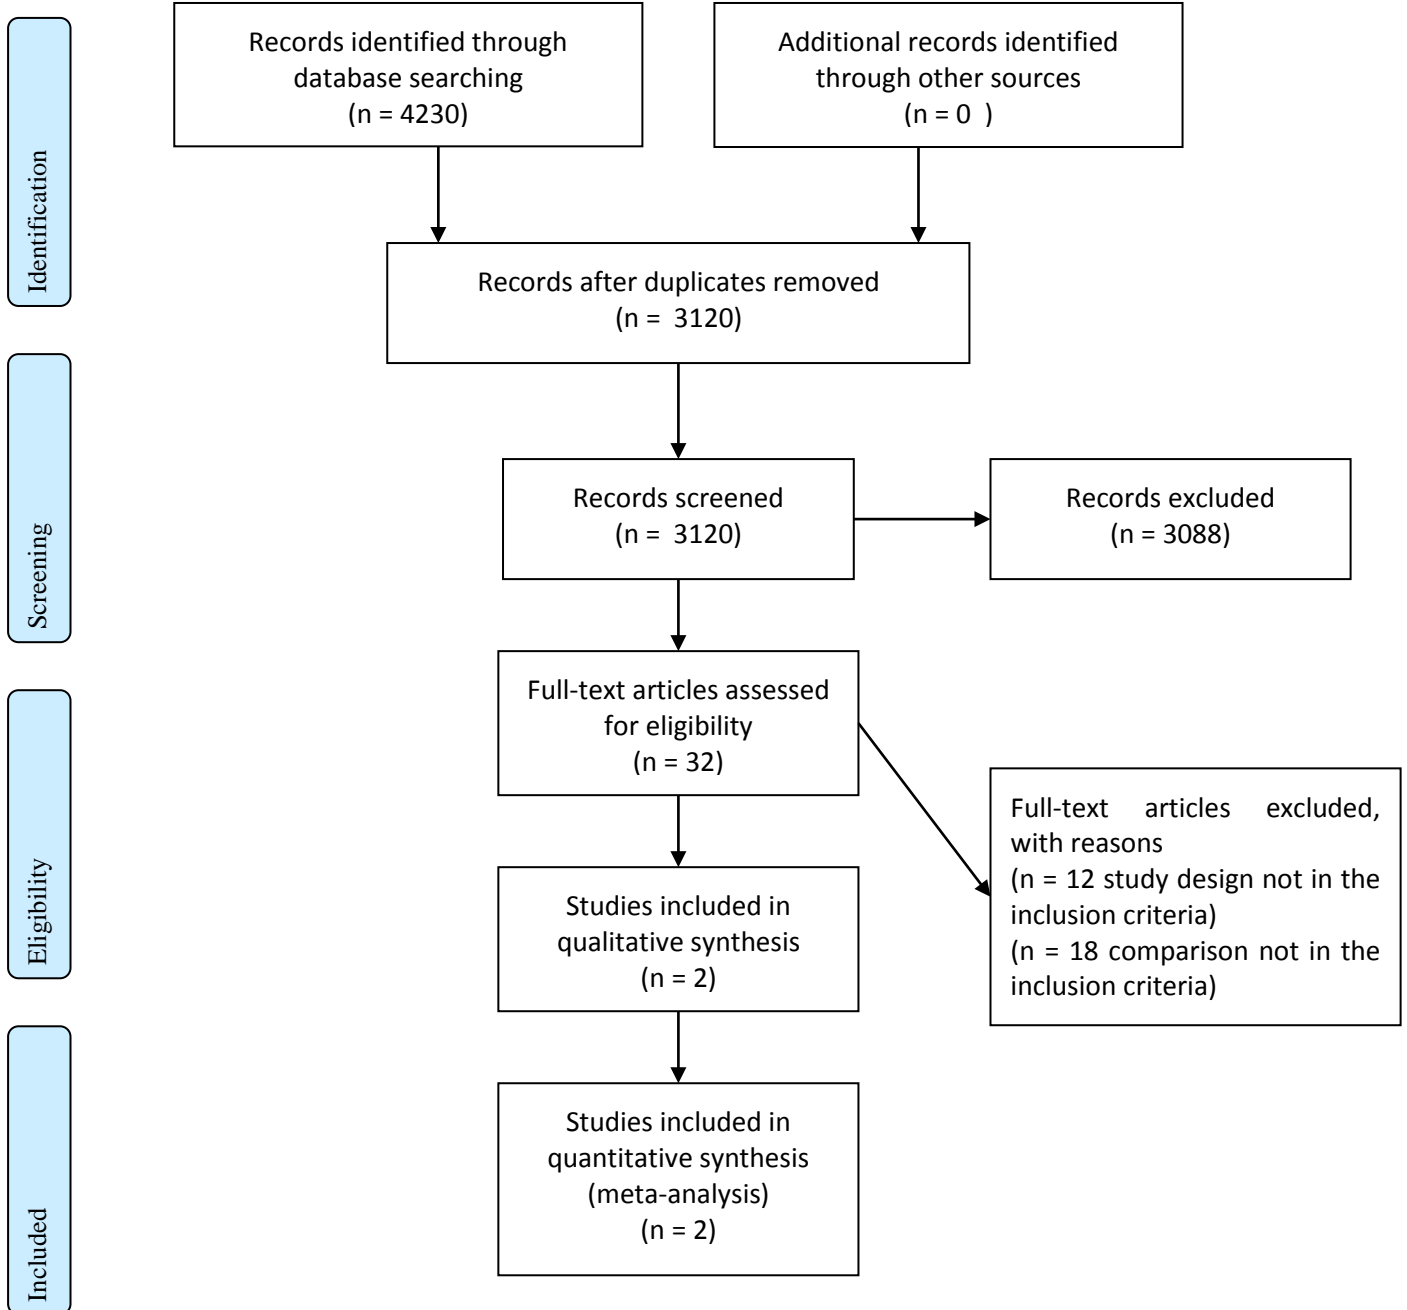 Identification
Records identified through
database searching
(n = 4230)
Additional records identified
through other sources
(n = 0 )
Records after duplicates removed
(n = 3120)
Screening
Records screened
(n = 3120)
Records excluded
(n = 3088)
Eligibility
Full-text articles assessed
for eligibility
(n = 32)
Full-text articles excluded,
with reasons
(n = 12 study design not in the
inclusion criteria)
(n = 18 comparison not in the
inclusion criteria)
Studies included in
qualitative synthesis
(n = 2)
Included
Studies included in
quantitative synthesis
(meta-analysis)
(n = 2)